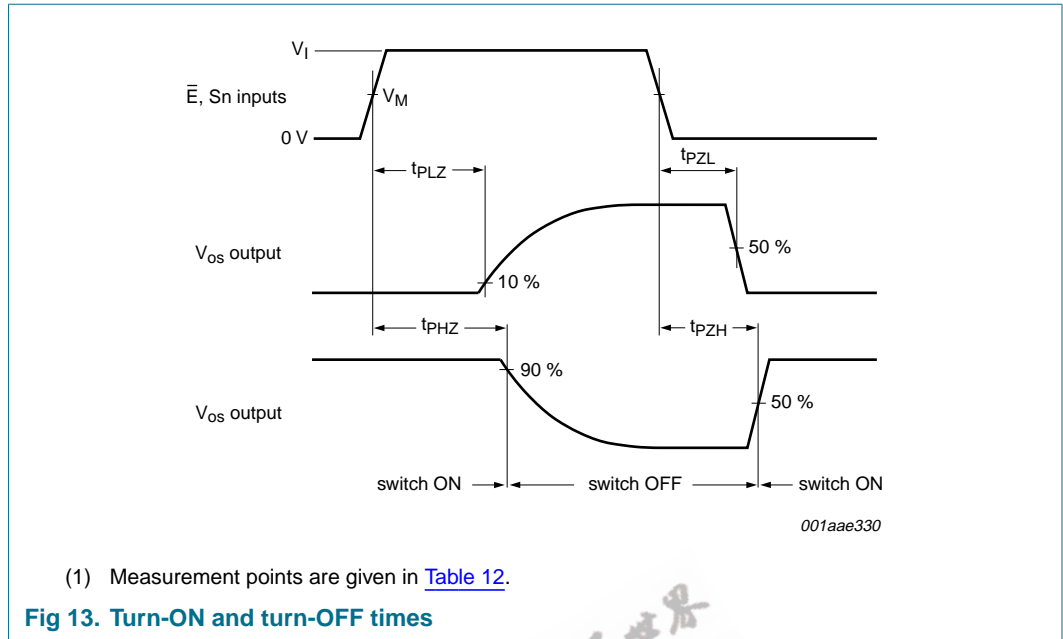 V_I
E̅, Sn inputs
V_M
0 V
t_PLZ
t_PZL
V_os output
50 %
10 %
t_PHZ
t_PZH
90 %
V_os output
50 %
switch ON
switch OFF
switch ON
001aae330
(1) Measurement points are given in Table 12.
Fig 13. Turn-ON and turn-OFF times